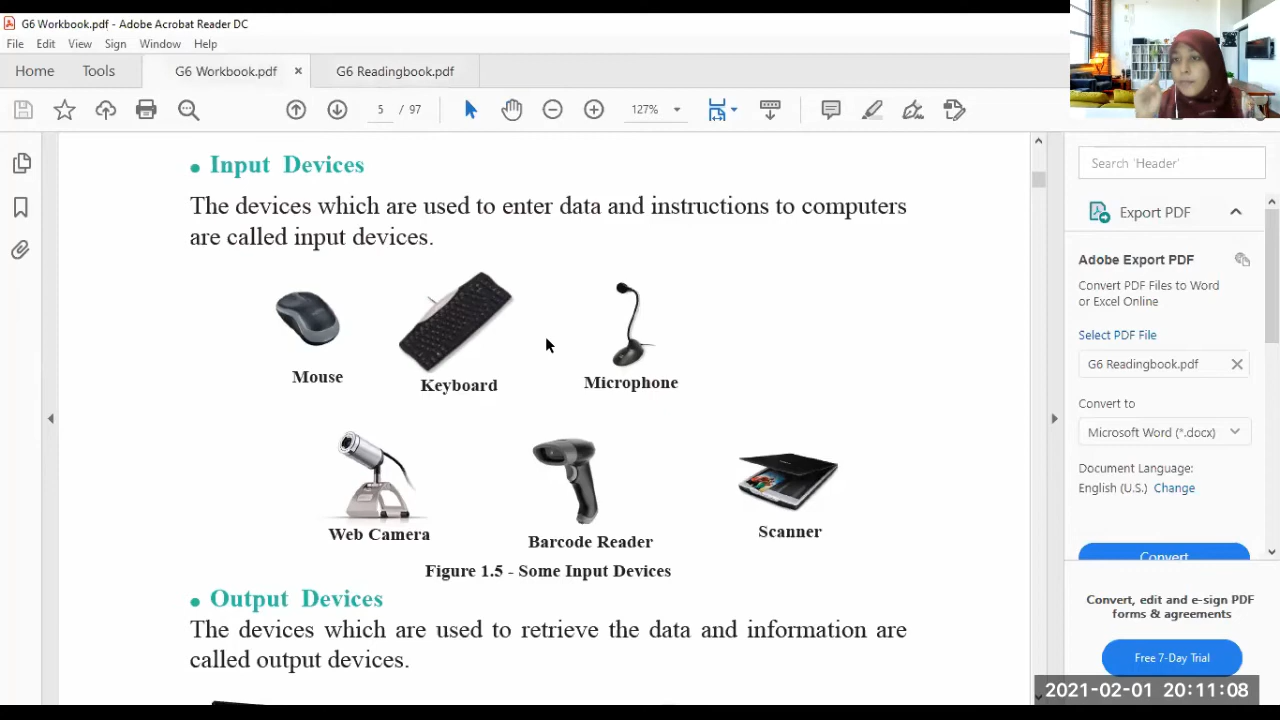 G6 Workbook.pdf - Adobe Acrobat Reader DC
File Edit View Sign Window Help
Home Tools G6 Workbook.pdf × G6 Readingbook.pdf
5 / 97 127%
• Input Devices
The devices which are used to enter data and instructions to computers
are called input devices.
Mouse
Keyboard
Microphone
Web Camera
Barcode Reader
Scanner
Figure 1.5 - Some Input Devices
• Output Devices
The devices which are used to retrieve the data and information are
called output devices.
Search 'Header'
Export PDF
Adobe Export PDF
Convert PDF Files to Word
or Excel Online
Select PDF File
G6 Readingbook.pdf
Convert to
Microsoft Word (*.docx)
Document Language:
English (U.S.) Change
Convert
Convert, edit and e-sign PDF
forms & agreements
Free 7-Day Trial
2021-02-01 20:11:08